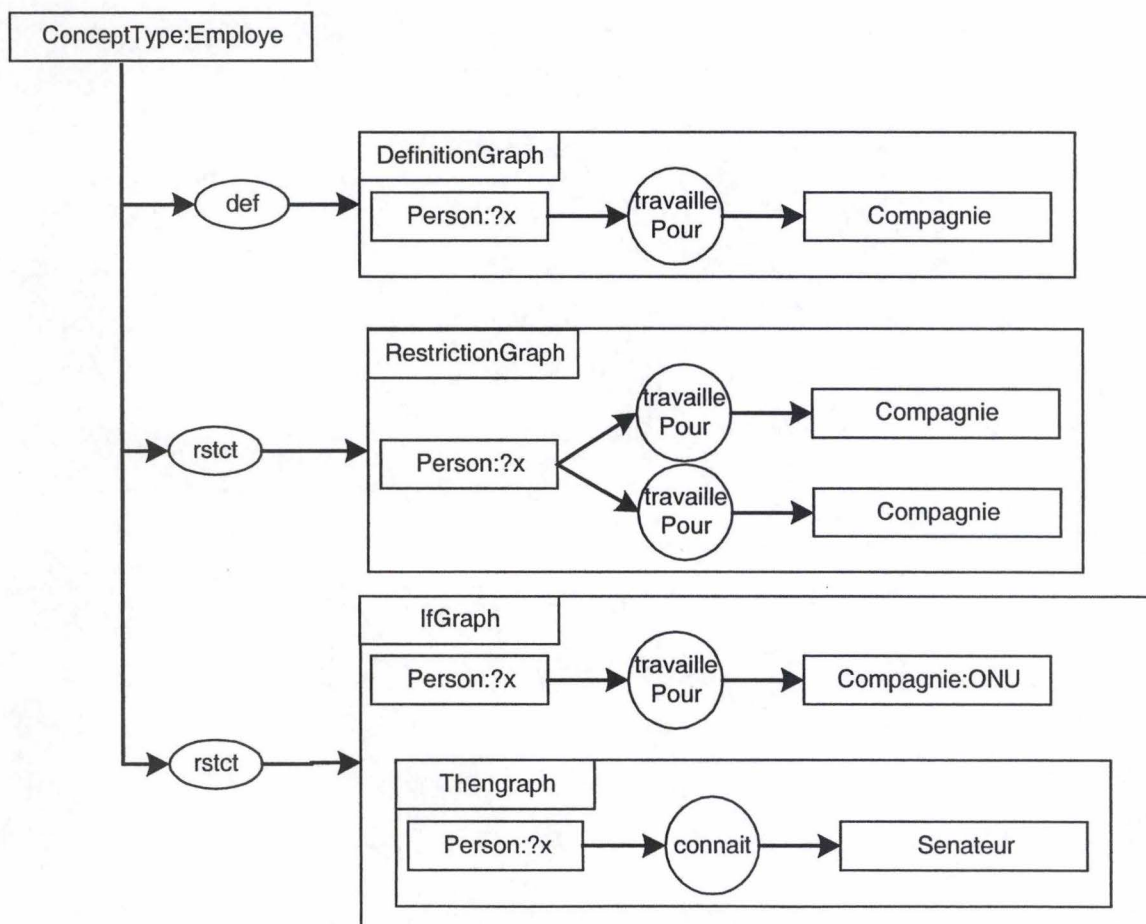 ConceptType:Employe
DefinitionGraph
def
Person:?x
travaille
Pour
Compagnie
RestrictionGraph
travaille
Pour
Compagnie
rstct
Person:?x
travaille
Pour
Compagnie
IfGraph
Person:?x
travaille
Pour
Compagnie:ONU
rstct
Thengraph
Person:?x
connait
Senateur